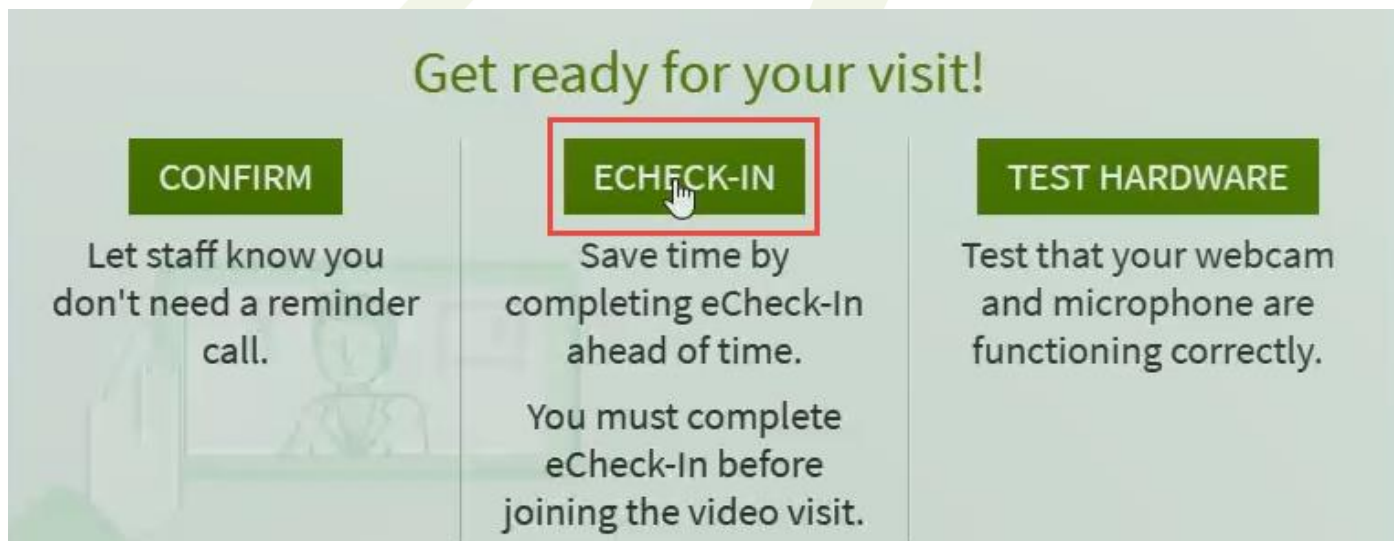 Get ready for your visit!
CONFIRM
Let staff know you
don't need a reminder
call.
ECHECK-IN
Save time by
completing eCheck-In
ahead of time.
You must complete
eCheck-In before
joining the video visit.
TEST HARDWARE
Test that your webcam
and microphone are
functioning correctly.